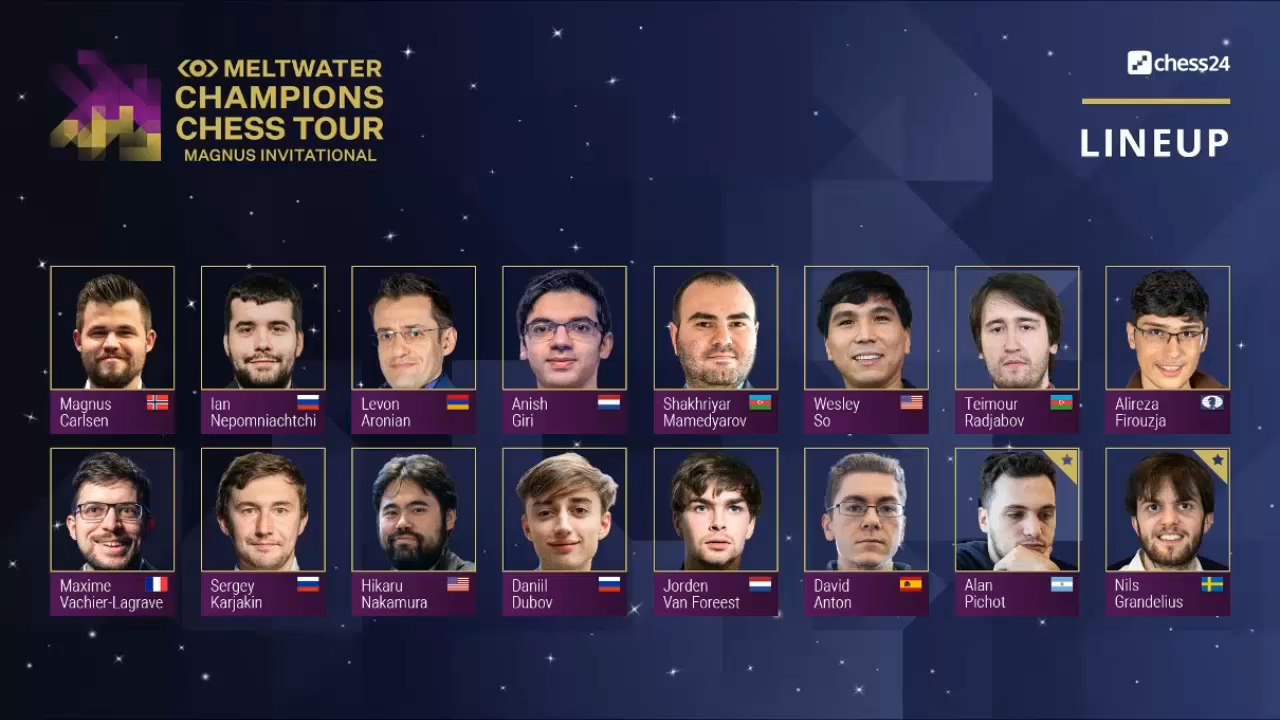 MELTWATER
CHAMPIONS
CHESS TOUR
MAGNUS INVITATIONAL
chess24
LINEUP
Magnus
Carlsen
Ian
Nepomniachtchi
Levon
Aronian
Anish
Giri
Shakhriyar
Mamedyarov
Wesley
So
Teimour
Radjabov
Alireza
Firouzja
Maxime
Vachier-Lagrave
Sergey
Karjakin
Hikaru
Nakamura
Daniil
Dubov
Jorden
Van Foreest
David
Anton
Alan
Pichot
Nils
Grandelius